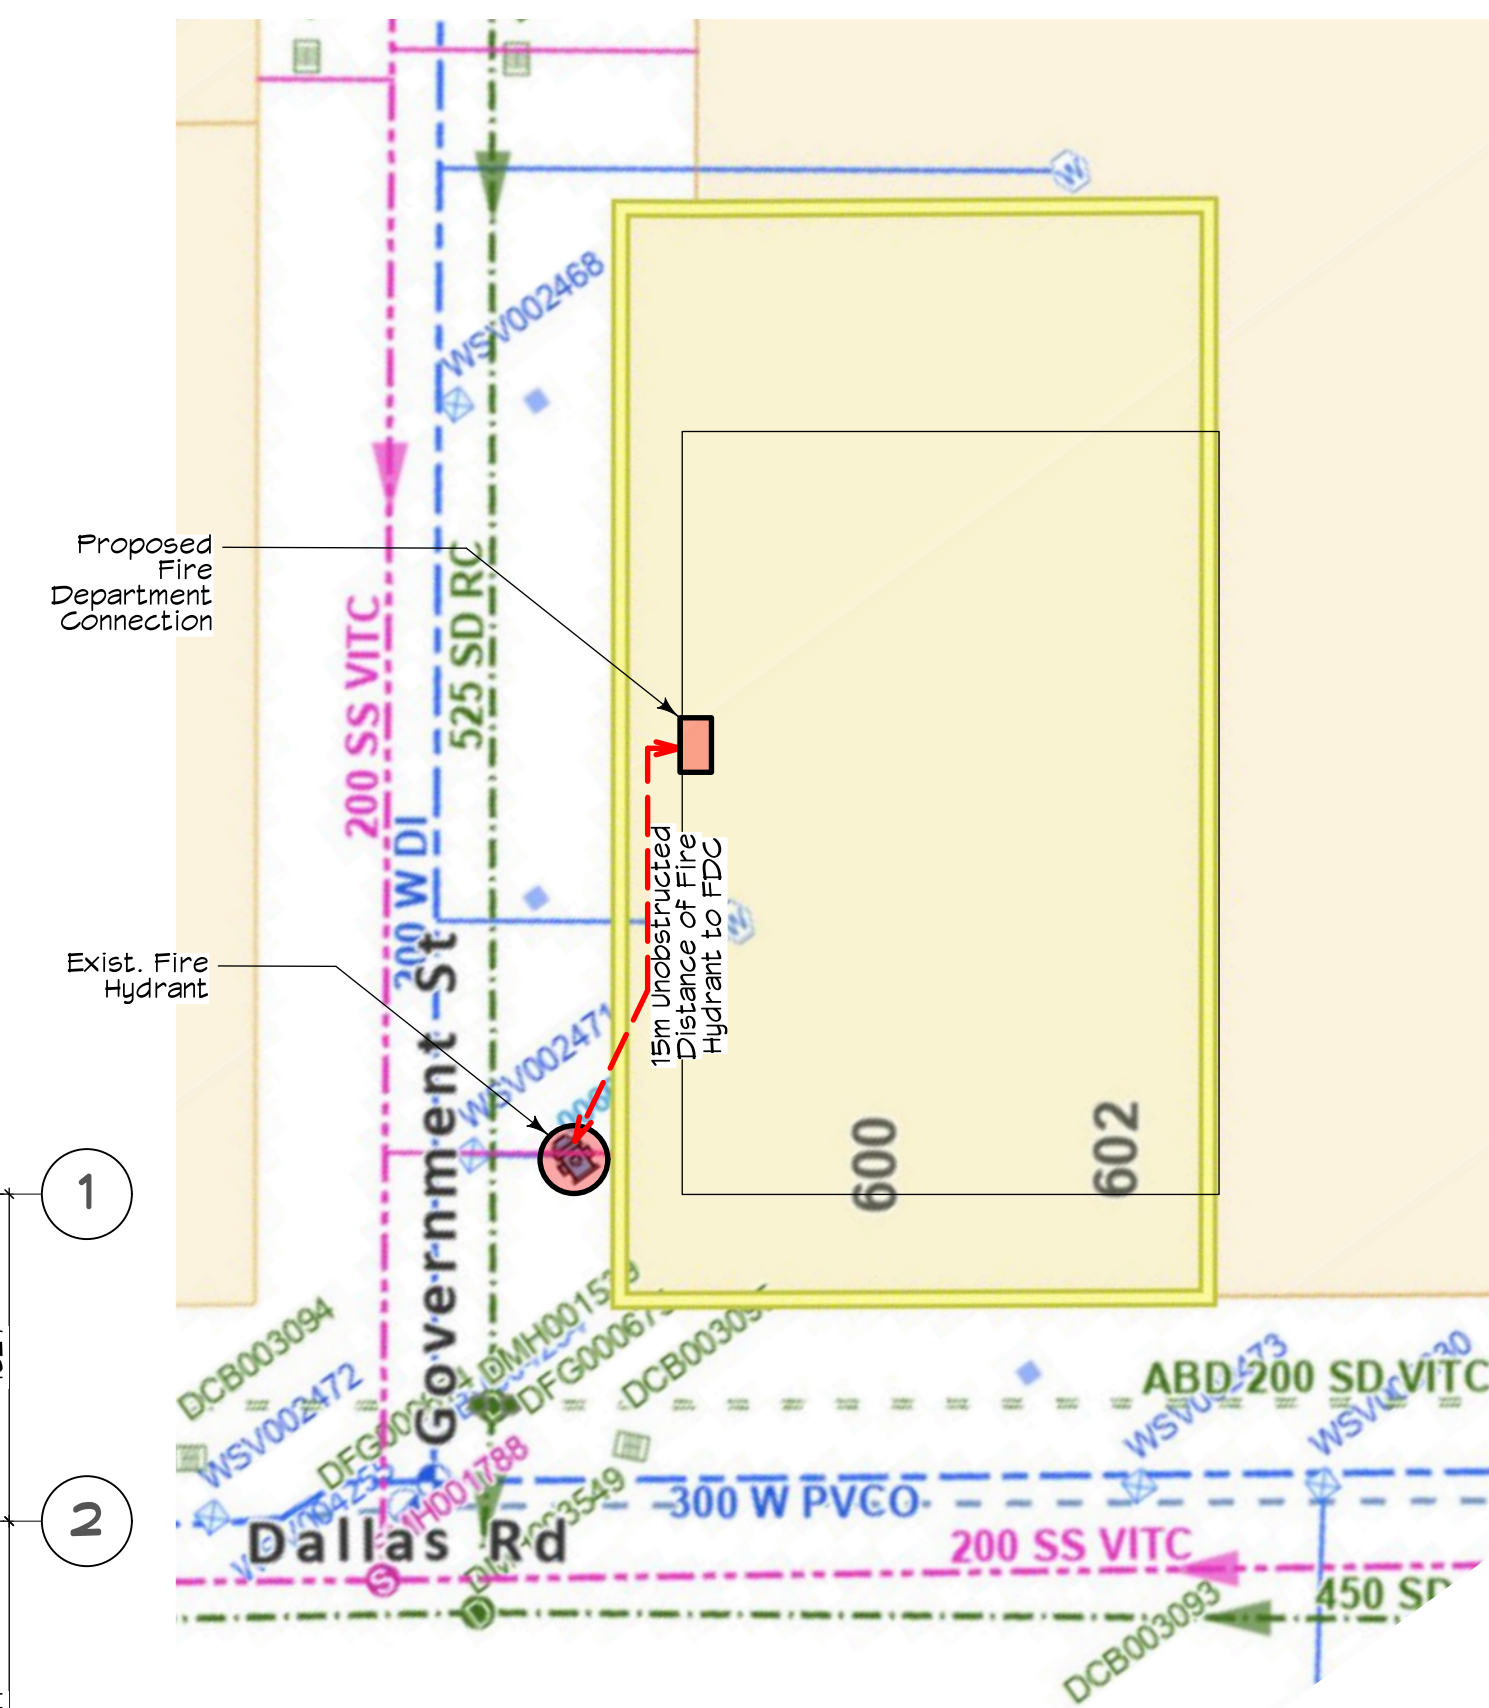 WSV002468
Proposed
Fire
Department
Connection
525 SD RC
200 SS VITC
200 W DI
15m Unobstructed
Distance of Fire
Hydrant to FDC
Exist. Fire
Hydrant
Government St
WSV002471
W
W
600
602
1
DCB003094
WSV002472
ABD 200 SD VITC
300 W PVCO
2
Dallas Rd
200 SS VITC
S
D
450 SD
DCB003093